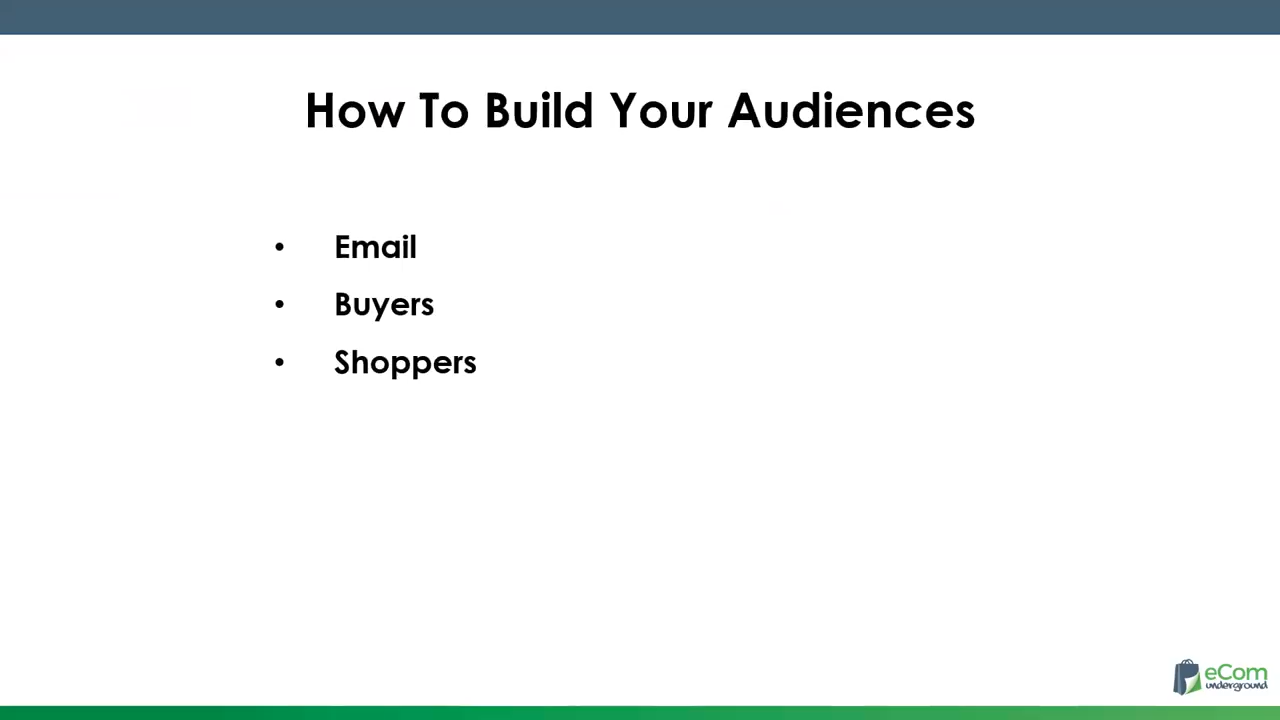 How To Build Your Audiences
• Email
• Buyers
• Shoppers
eCom
underground